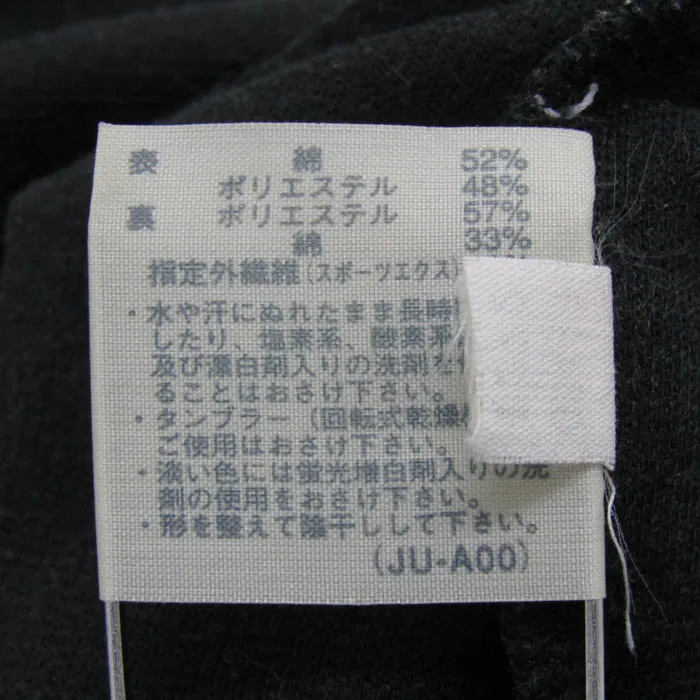 表 綿 52%
ポリエステル 48%
裏 ポリエステル 57%
綿 33%
指定外繊維(スポーツエクス)
・水や汗にぬれたまま長時
したり、塩素系、酸素系
及び漂白剤入りの洗剤を
ることはおさけ下さい。
・タンブラー(回転式乾燥
ご使用はおさけ下さい。
・淡い色には蛍光増白剤入りの洗
剤の使用をおさけ下さい。
・形を整えて陰干しして下さい。
(JU-A00)